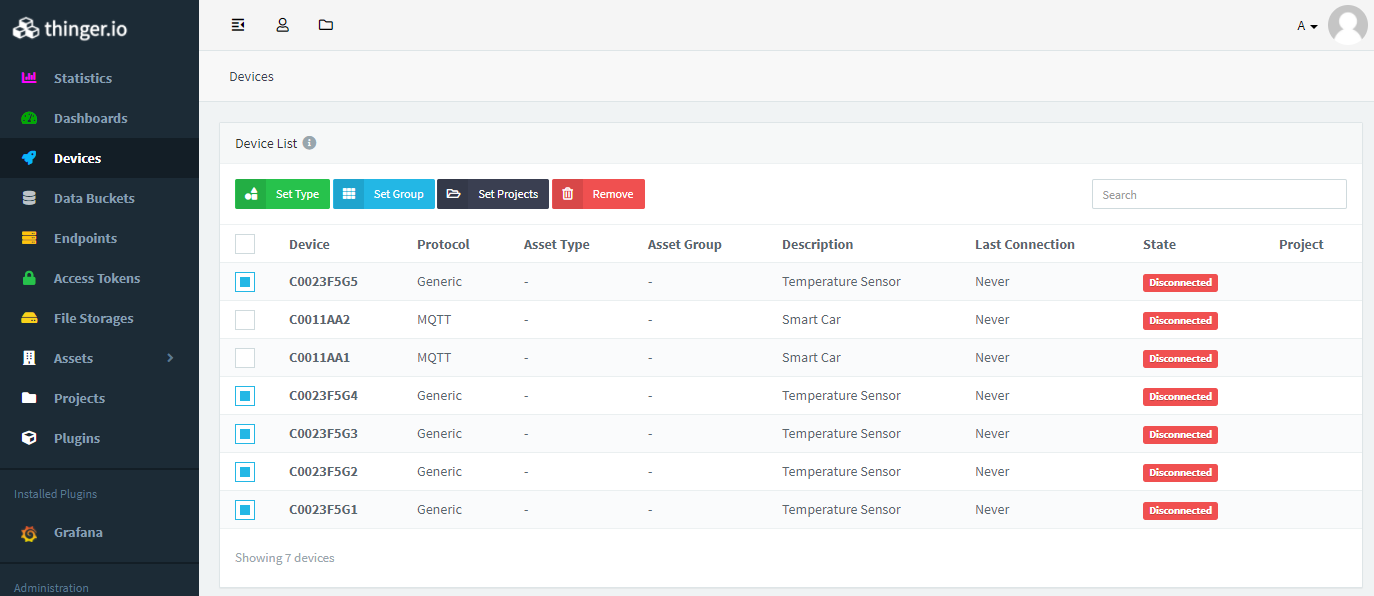 thinger.io
A
Statistics
Dashboards
Devices
Data Buckets
Endpoints
Access Tokens
File Storages
Assets
Projects
Plugins
Installed Plugins
Grafana
Administration
Devices
Device List
Set Type Set Group Set Projects Remove Search
Device Protocol Asset Type Asset Group Description Last Connection State Project
C0023F5G5 Generic - - Temperature Sensor Never Disconnected
C0011AA2 MQTT - - Smart Car Never Disconnected
C0011AA1 MQTT - - Smart Car Never Disconnected
C0023F5G4 Generic - - Temperature Sensor Never Disconnected
C0023F5G3 Generic - - Temperature Sensor Never Disconnected
C0023F5G2 Generic - - Temperature Sensor Never Disconnected
C0023F5G1 Generic - - Temperature Sensor Never Disconnected
Showing 7 devices